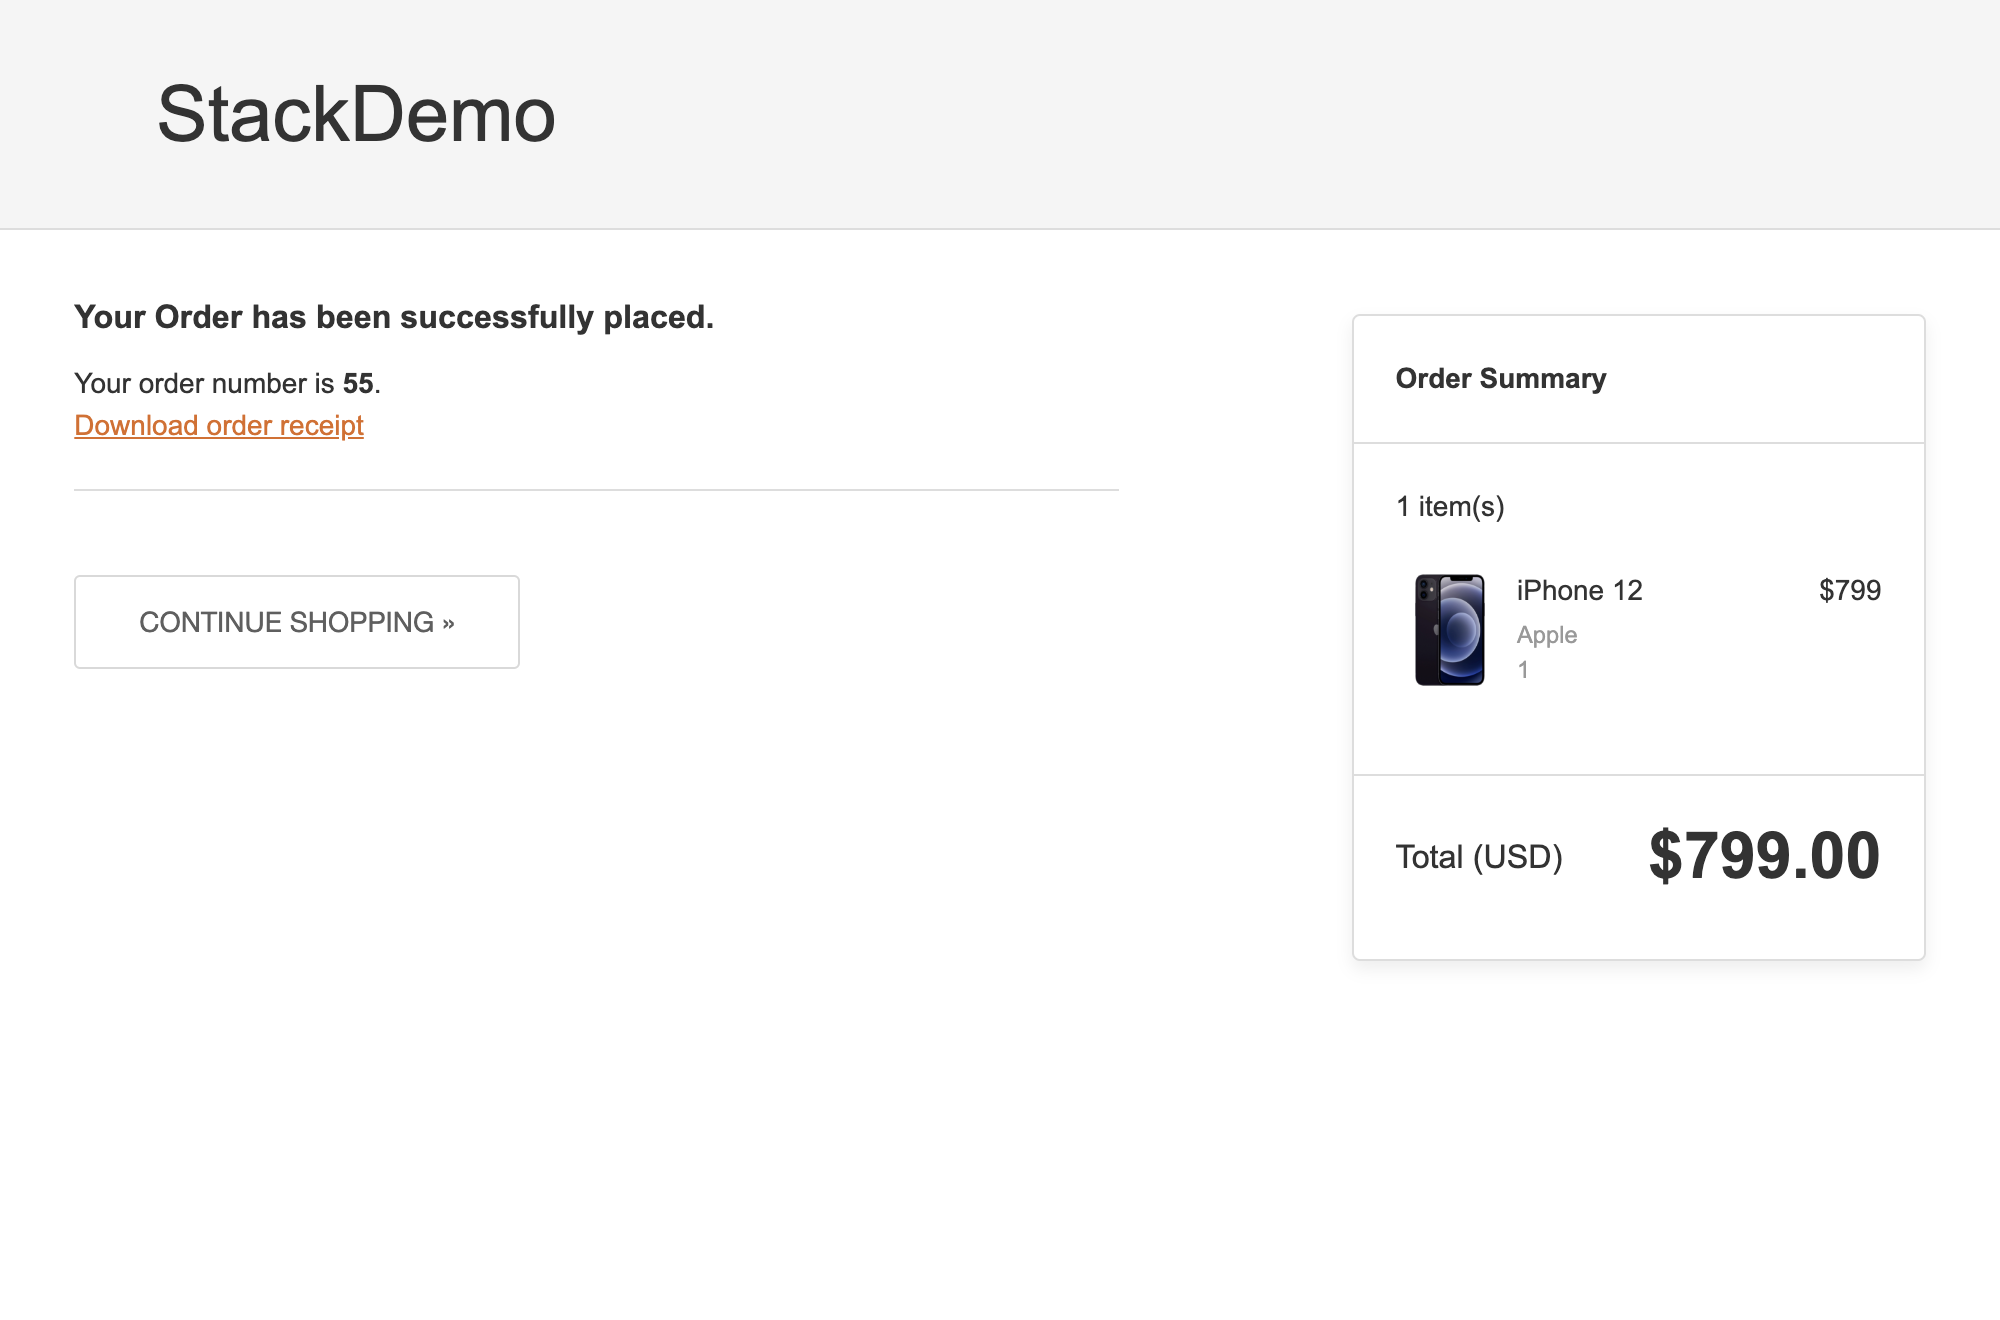 StackDemo
Your Order has been successfully placed.
Your order number is 55.
Download order receipt
CONTINUE SHOPPING »
Order Summary
1 item(s)
iPhone 12 $799
Apple
1
Total (USD) $799.00